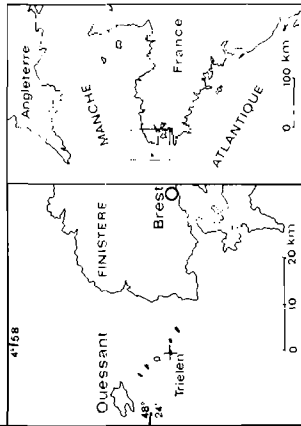 Angleterre
MANCHE
France
ATLANTIQUE
0 100 km
4°58
FINISTERE
Ouessant
Brest
48°
24'
Trielen
0 10 20 km